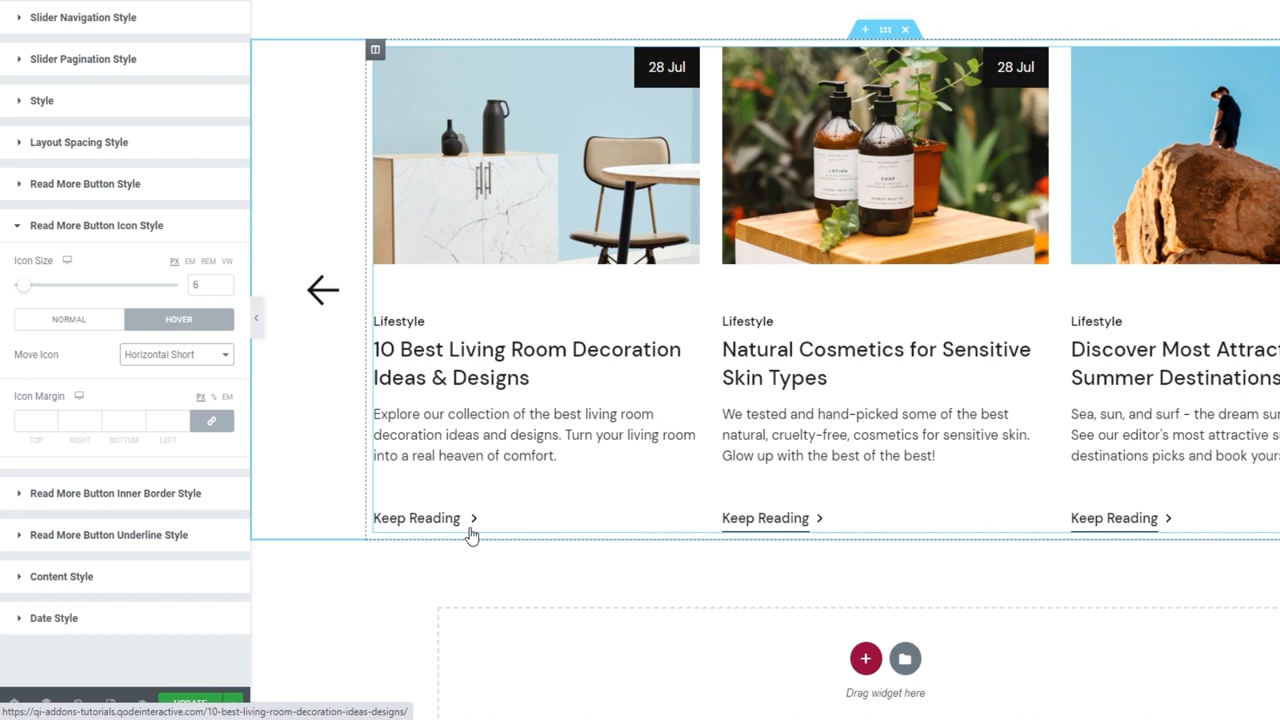 Slider Navigation Style
Slider Pagination Style
Style
Layout Spacing Style
Read More Button Style
Read More Button Icon Style
Icon Size
PX EM REM VW
6
NORMAL HOVER
Move Icon
Horizontal Short
Icon Margin
PX % EM
TOP RIGHT BOTTOM LEFT
Read More Button Inner Border Style
Read More Button Underline Style
Content Style
Date Style
https://qi-addons-tutorials.qodeinteractive.com/10-best-living-room-decoration-ideas-designs/
28 Jul
Lifestyle
10 Best Living Room Decoration
Ideas & Designs
Explore our collection of the best living room
decoration ideas and designs. Turn your living room
into a real heaven of comfort.
Keep Reading
28 Jul
LOTION
SOAP
Lifestyle
Natural Cosmetics for Sensitive
Skin Types
We tested and hand-picked some of the best
natural, cruelty-free, cosmetics for sensitive skin.
Glow up with the best of the best!
Keep Reading
Lifestyle
Discover Most Attract
Summer Destinations
Sea, sun, and surf - the dream sur
See our editor's most attractive s
destinations picks and book your
Keep Reading
Drag widget here